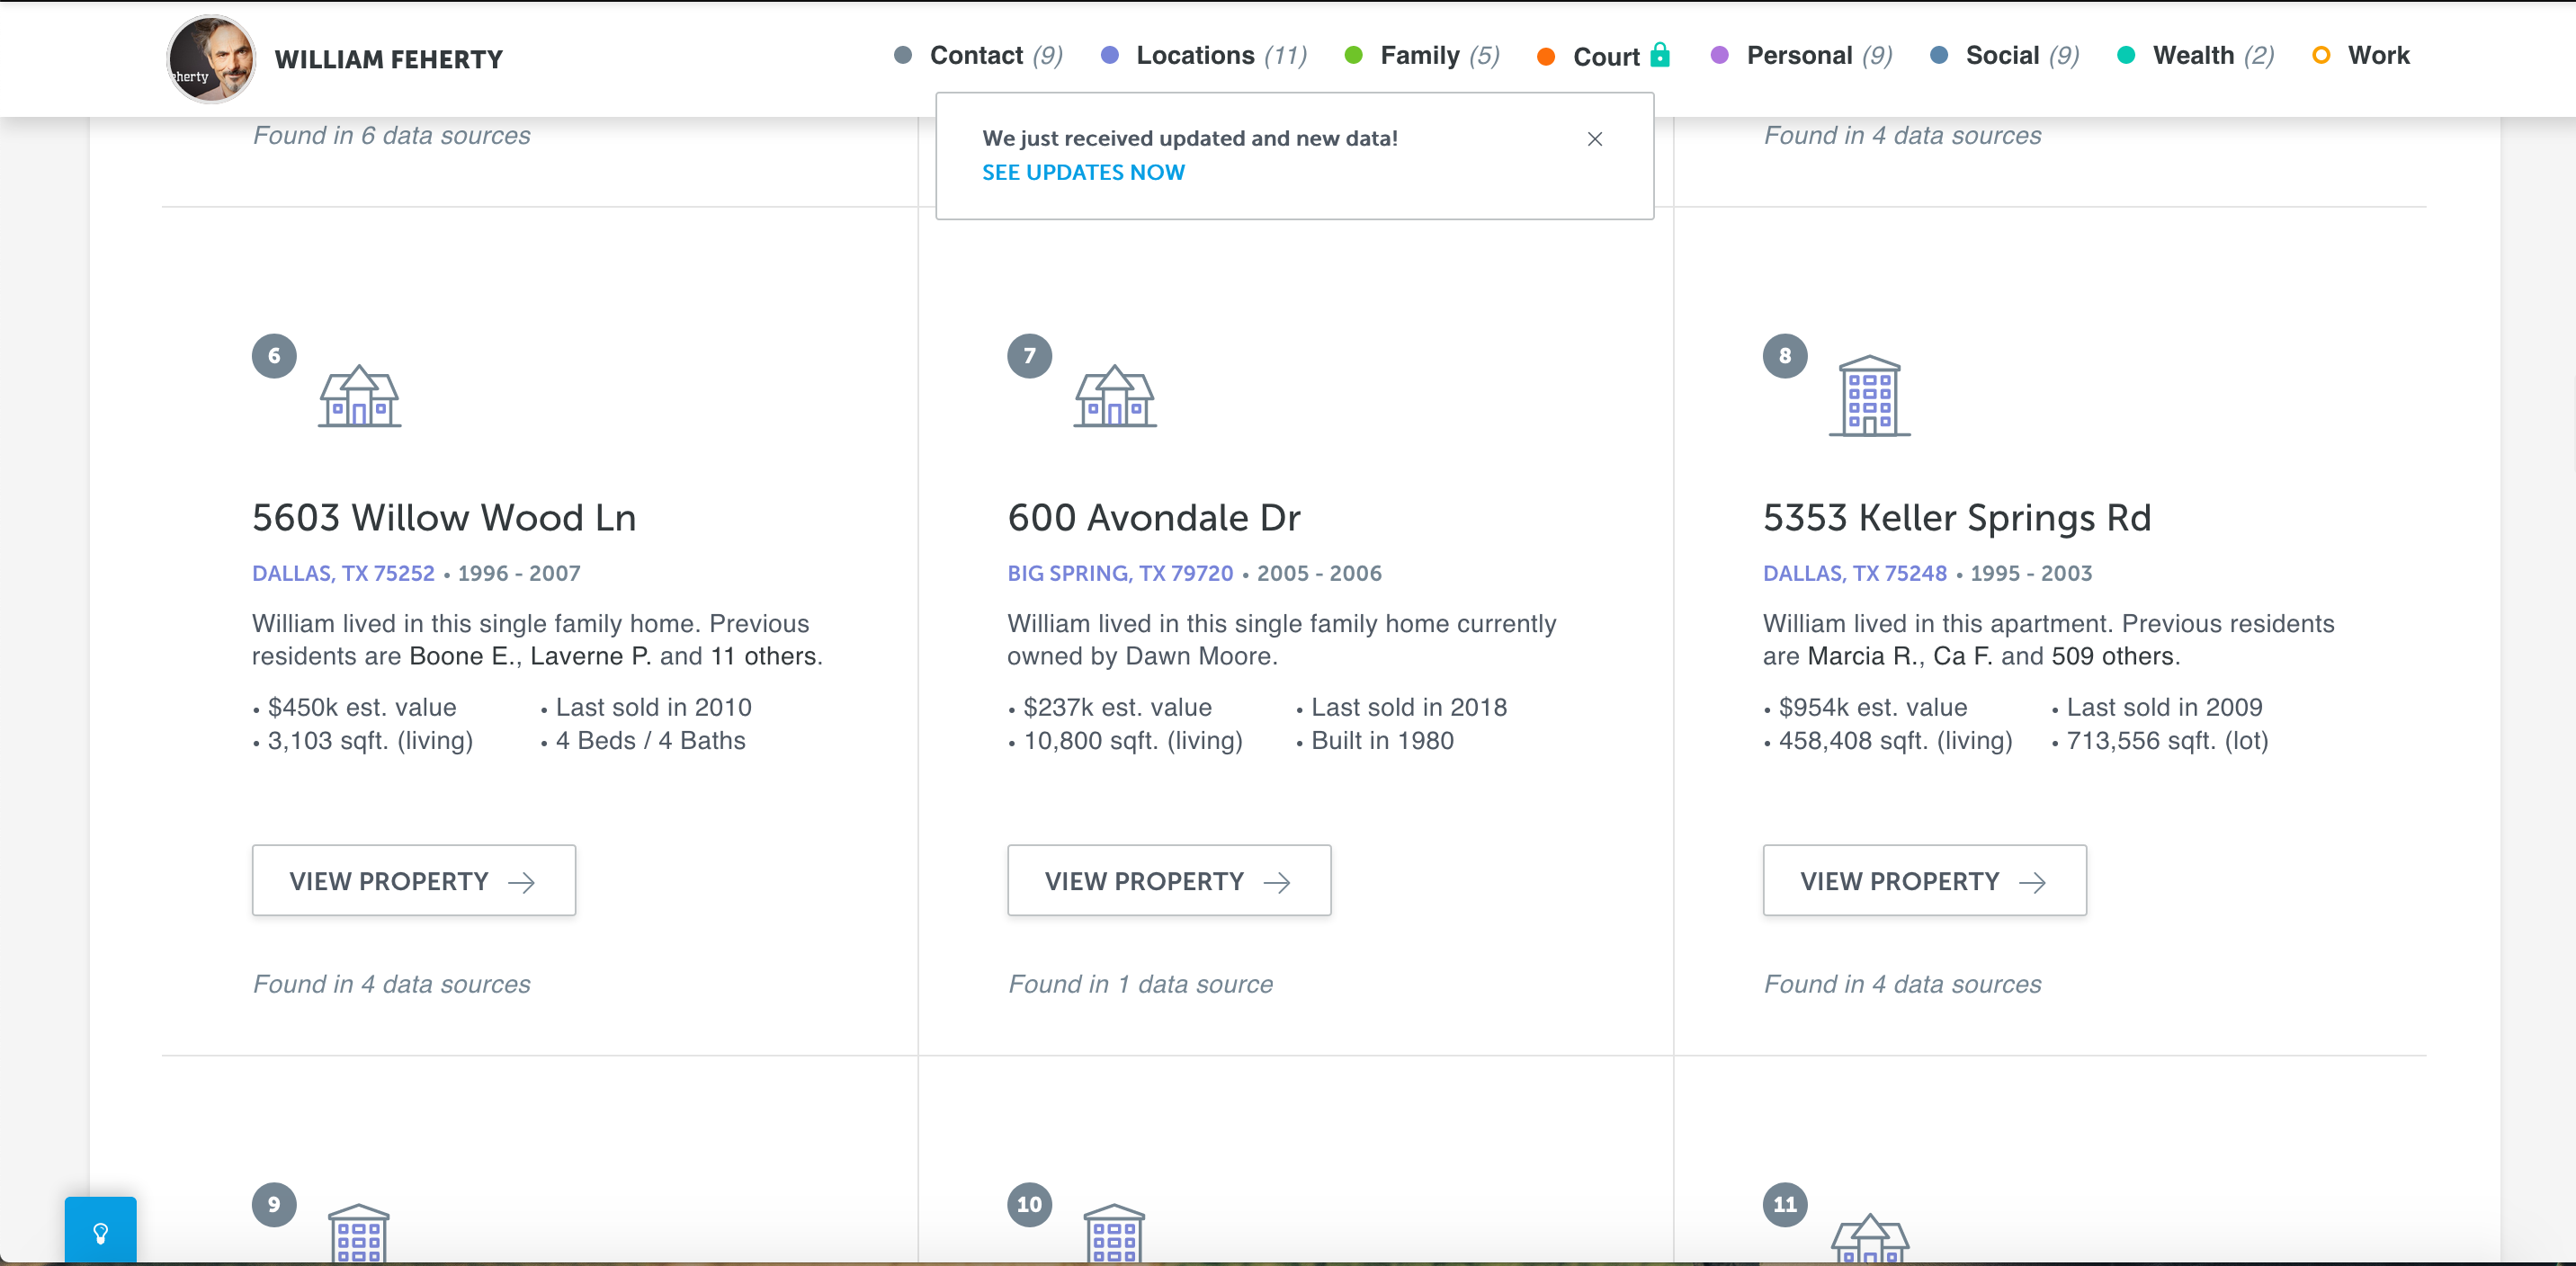 herty
WILLIAM FEHERTY
Contact (9)
Locations (11)
Family (5)
Court
Personal (9)
Social (9)
Wealth (2)
Work
Found in 6 data sources
We just received updated and new data!
SEE UPDATES NOW
Found in 4 data sources
6
5603 Willow Wood Ln
DALLAS, TX 75252 • 1996 - 2007
William lived in this single family home. Previous
residents are Boone E., Laverne P. and 11 others.
• $450k est. value
• Last sold in 2010
• 3,103 sqft. (living)
• 4 Beds / 4 Baths
VIEW PROPERTY
Found in 4 data sources
7
600 Avondale Dr
BIG SPRING, TX 79720 • 2005 - 2006
William lived in this single family home currently
owned by Dawn Moore.
• $237k est. value
• Last sold in 2018
• 10,800 sqft. (living)
• Built in 1980
VIEW PROPERTY
Found in 1 data source
8
5353 Keller Springs Rd
DALLAS, TX 75248 • 1995 - 2003
William lived in this apartment. Previous residents
are Marcia R., Ca F. and 509 others.
• $954k est. value
• Last sold in 2009
• 458,408 sqft. (living)
• 713,556 sqft. (lot)
VIEW PROPERTY
Found in 4 data sources
9
10
11